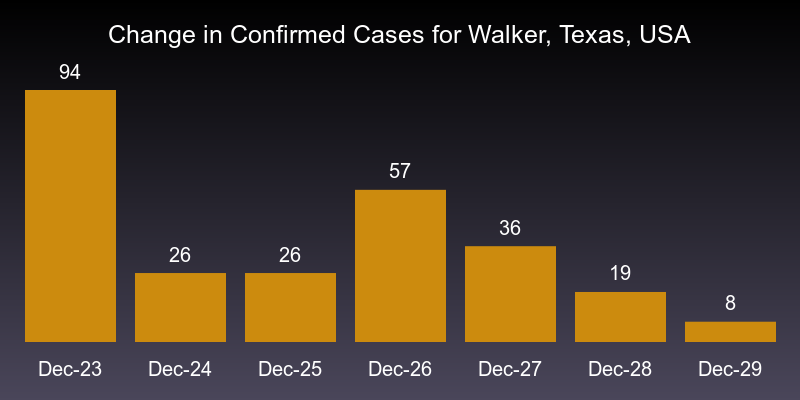 Change in Confirmed Cases for Walker, Texas, USA
94
26
26
57
36
19
8
Dec-23
Dec-24
Dec-25
Dec-26
Dec-27
Dec-28
Dec-29